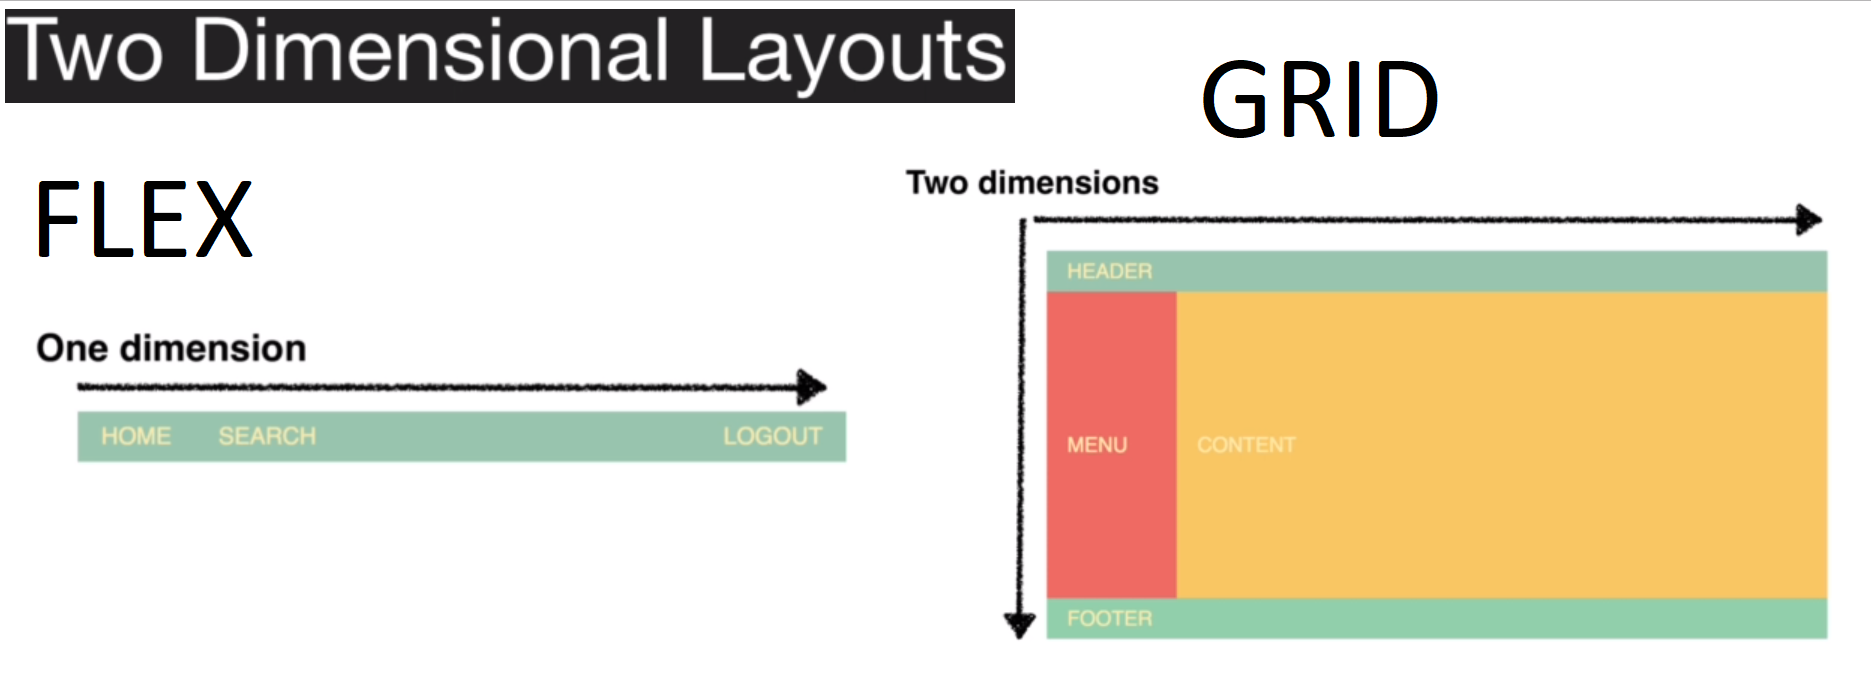 Two Dimensional Layouts
GRID
FLEX
Two dimensions
One dimension
HOME SEARCH LOGOUT
HEADER
MENU CONTENT
FOOTER